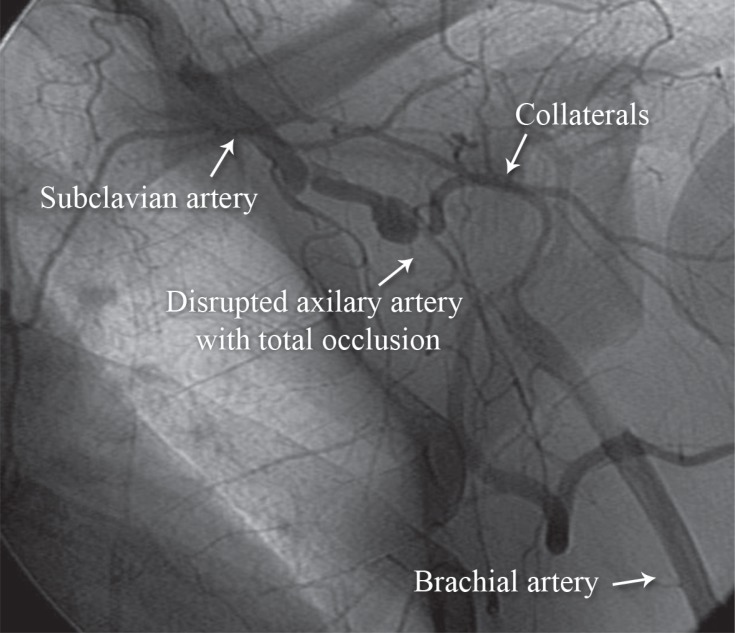 Collaterals
Subclavian artery
Disrupted axilary artery
with total occlusion
Brachial artery